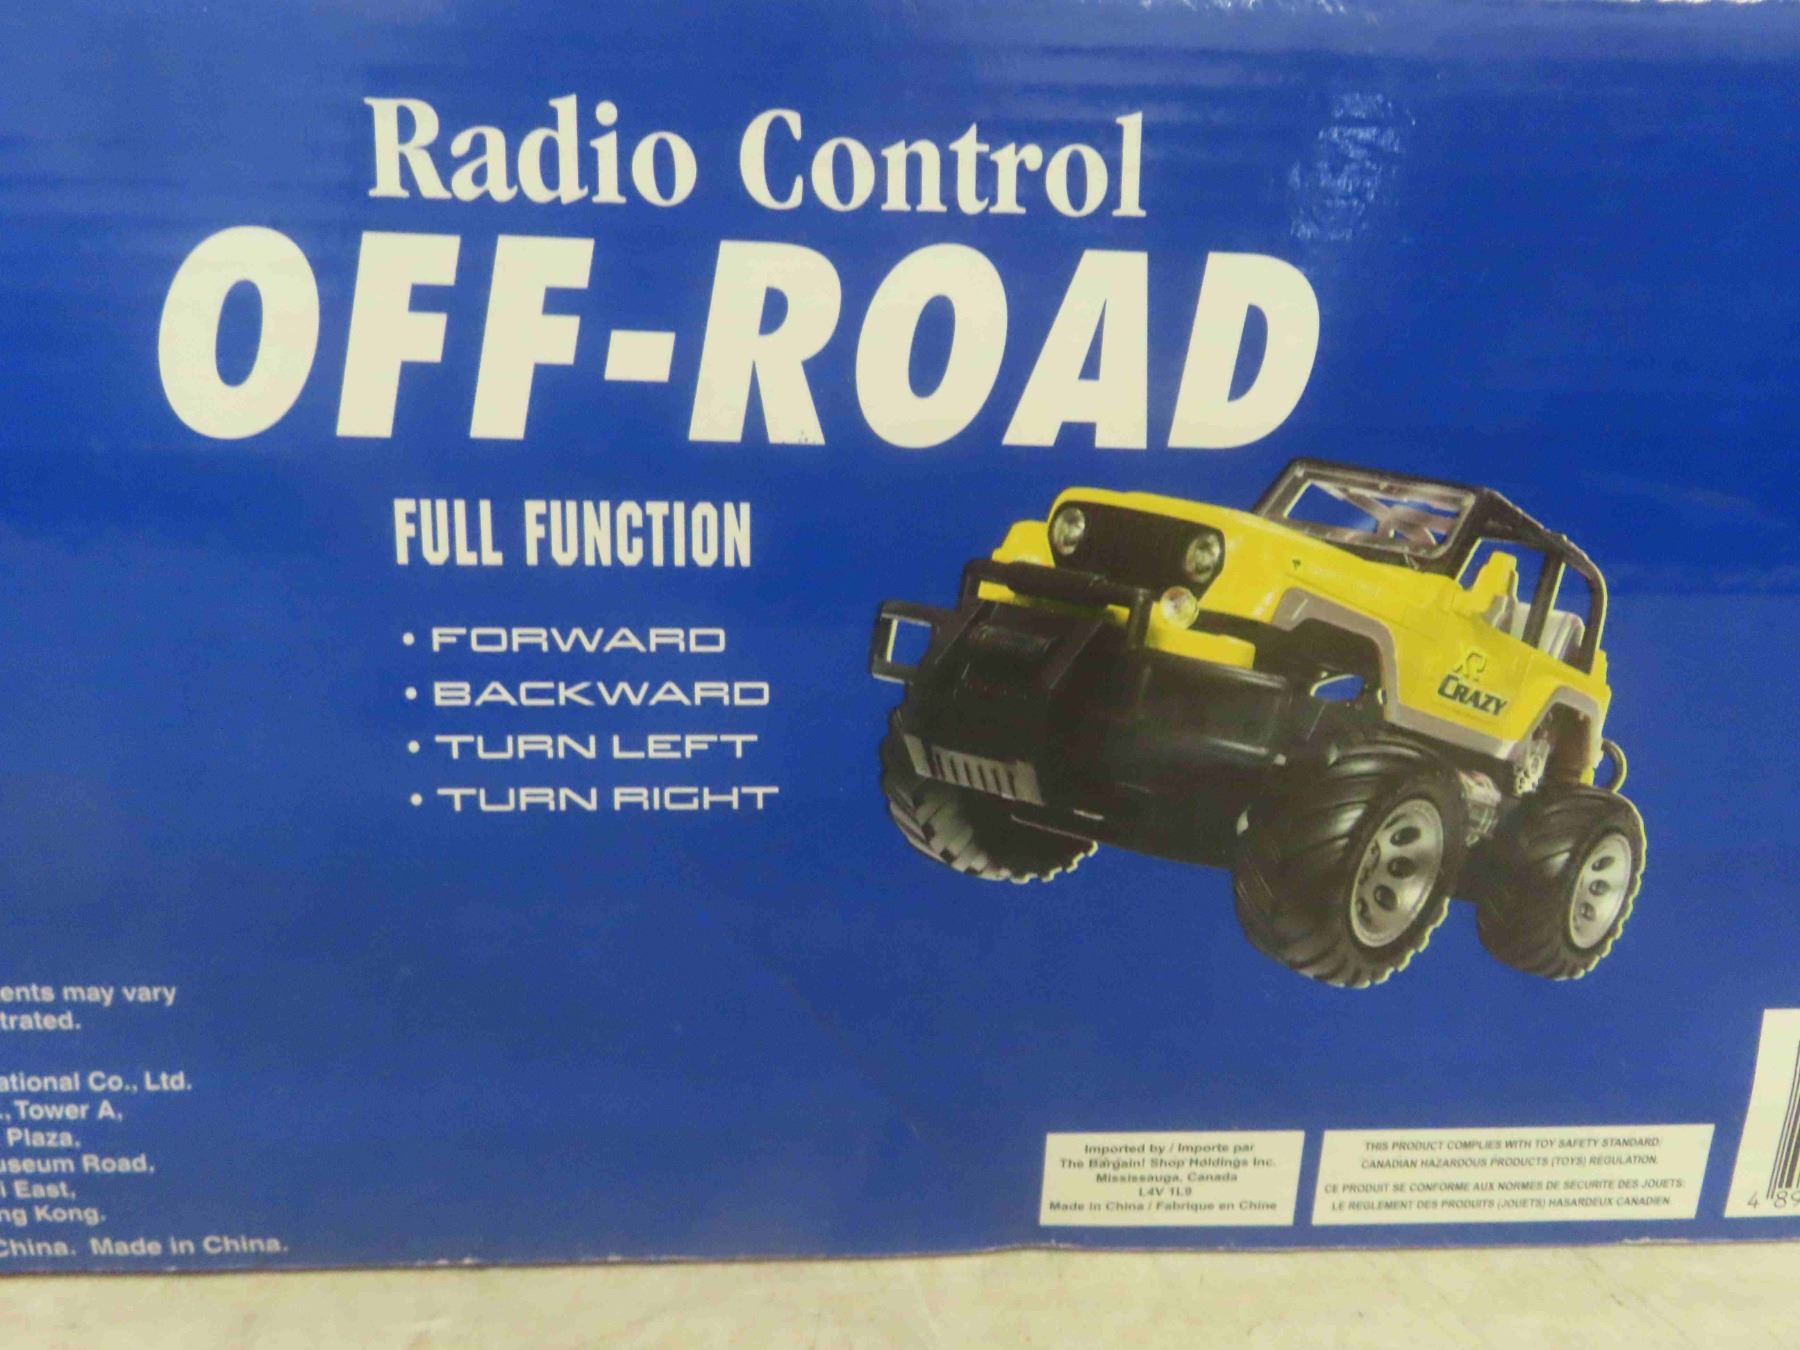 Radio Control
OFF-ROAD
FULL FUNCTION
• FORWARD
• BACKWARD
• TURN LEFT
• TURN RIGHT
CRAZY
ents may vary
trated.
ational Co., Ltd.
., Tower A,
Plaza,
useum Road,
i East,
ng Kong.
China. Made in China.
Imported by / Importe par
The Bargain! Shop Holdings Inc.
Mississauga, Canada
L4V 1L9
Made in China / Fabrique en Chine
THIS PRODUCT COMPLIES WITH TOY SAFETY STANDARD:
CANADIAN HAZARDOUS PRODUCTS (TOYS) REGULATION.
CE PRODUIT SE CONFORME AUX NORMES DE SECURITE DES JOUETS:
LE REGLEMENT DES PRODUITS (JOUETS) HASARDEUX CANADIEN.
4 89